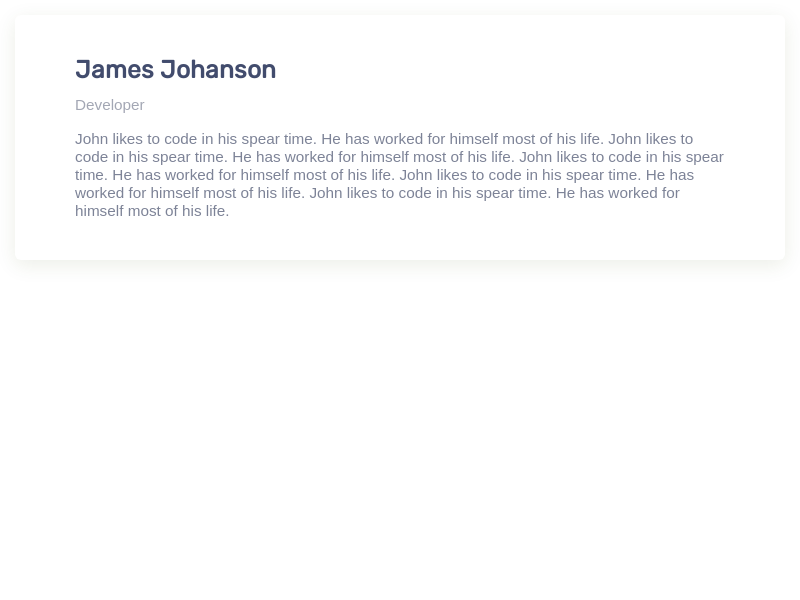 James Johanson
Developer
John likes to code in his spear time. He has worked for himself most of his life. John likes to
code in his spear time. He has worked for himself most of his life. John likes to code in his spear
time. He has worked for himself most of his life. John likes to code in his spear time. He has
worked for himself most of his life. John likes to code in his spear time. He has worked for
himself most of his life.